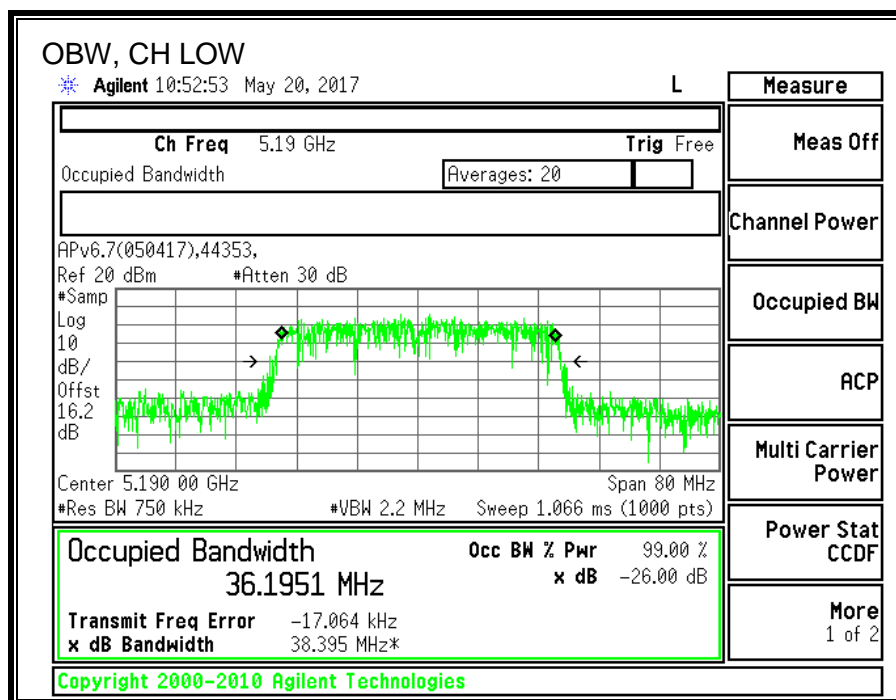 OBW, CH LOW
Agilent 10:52:53 May 20, 2017 L
Measure
Ch Freq 5.19 GHz Trig Free
Meas Off
Occupied Bandwidth Averages: 20
Channel Power
APv6.7(050417),44353,
Ref 20 dBm #Atten 30 dB
#Samp
Log
10
dB/
Offst
16.2
dB
Occupied BW
ACP
Center 5.190 00 GHz Span 80 MHz
#Res BW 750 kHz #VBW 2.2 MHz Sweep 1.066 ms (1000 pts)
Multi Carrier
Power
Occupied Bandwidth Occ BW % Pwr 99.00 %
36.1951 MHz x dB -26.00 dB
Power Stat
CCDF
Transmit Freq Error -17.064 kHz
x dB Bandwidth 38.395 MHz*
More
1 of 2
Copyright 2000-2010 Agilent Technologies